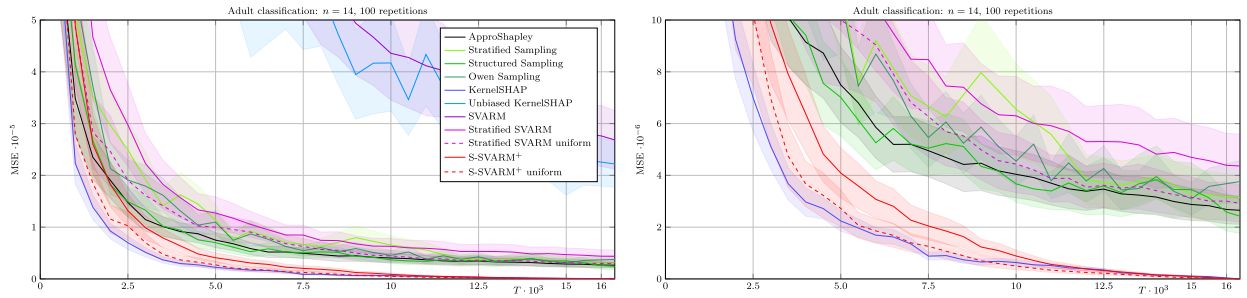 Adult classification: n = 14, 100 repetitions
MSE ·10⁻⁵
5
4
3
2
1
0
0
2.5
5.0
7.5
10
12.5
15
16
T · 10³
ApproShapley
Stratified Sampling
Structured Sampling
Owen Sampling
KernelSHAP
Unbiased KernelSHAP
SVARM
Stratified SVARM
Stratified SVARM uniform
S-SVARM⁺
S-SVARM⁺ uniform
Adult classification: n = 14, 100 repetitions
MSE ·10⁻⁶
10
8
6
4
2
0
0
2.5
5.0
7.5
10
12.5
15
16
T · 10³